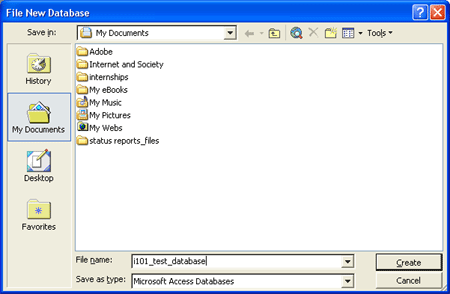 File New Database
Save in: My Documents Tools
History
My Documents
Desktop
Favorites
Adobe
Internet and Society
internships
My eBooks
My Music
My Pictures
My Webs
status reports_files
File name: i101_test_database Create
Save as type: Microsoft Access Databases Cancel